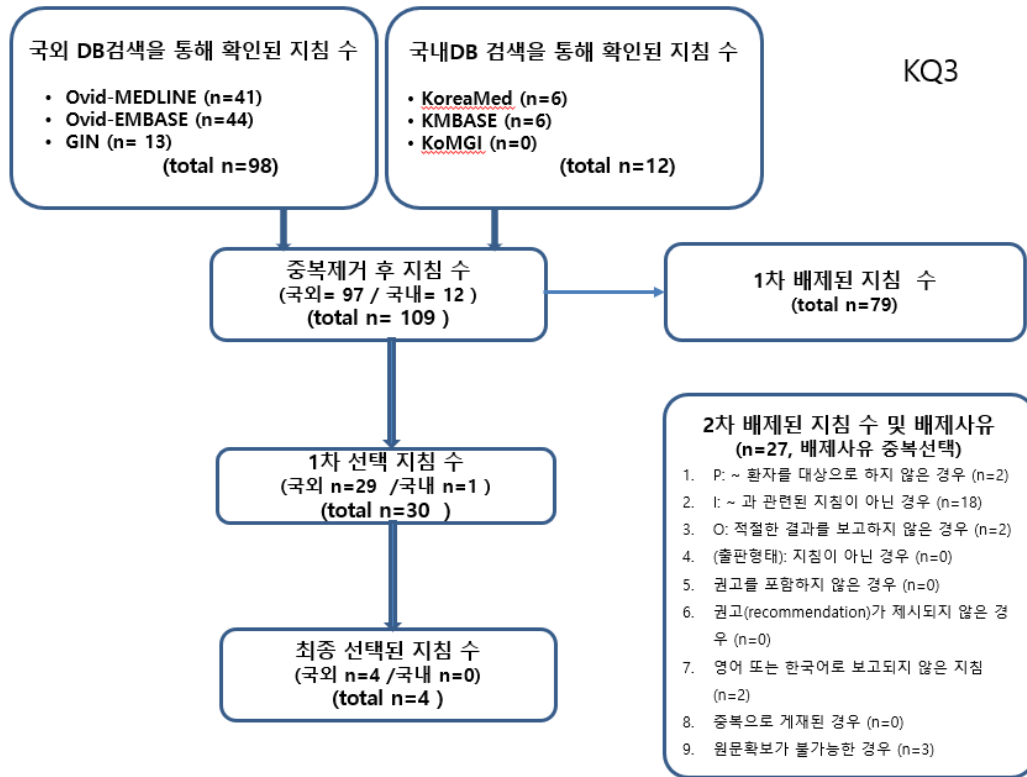 국외 DB검색을 통해 확인된 지침 수
• Ovid-MEDLINE (n=41)
• Ovid-EMBASE (n=44)
• GIN (n= 13)
(total n=98)
국내DB 검색을 통해 확인된 지침 수
• KoreaMed (n=6)
• KMBASE (n=6)
• KoMGI (n=0)
(total n=12)
KQ3
중복제거 후 지침 수
(국외= 97 / 국내= 12 )
(total n= 109 )
1차 배제된 지침 수
(total n=79)
1차 선택 지침 수
(국외 n=29 /국내 n=1 )
(total n=30 )
2차 배제된 지침 수 및 배제사유
(n=27, 배제사유 중복선택)
1. P: ~ 환자를 대상으로 하지 않은 경우 (n=2)
2. I: ~ 과 관련된 지침이 아닌 경우 (n=18)
3. O: 적절한 결과를 보고하지 않은 경우 (n=2)
4. (출판형태): 지침이 아닌 경우 (n=0)
5. 권고를 포함하지 않은 경우 (n=0)
6. 권고(recommendation)가 제시되지 않은 경
우 (n=0)
7. 영어 또는 한국어로 보고되지 않은 지침
(n=2)
8. 중복으로 게재된 경우 (n=0)
9. 원문확보가 불가능한 경우 (n=3)
최종 선택된 지침 수
(국외 n=4 /국내 n=0)
(total n=4 )